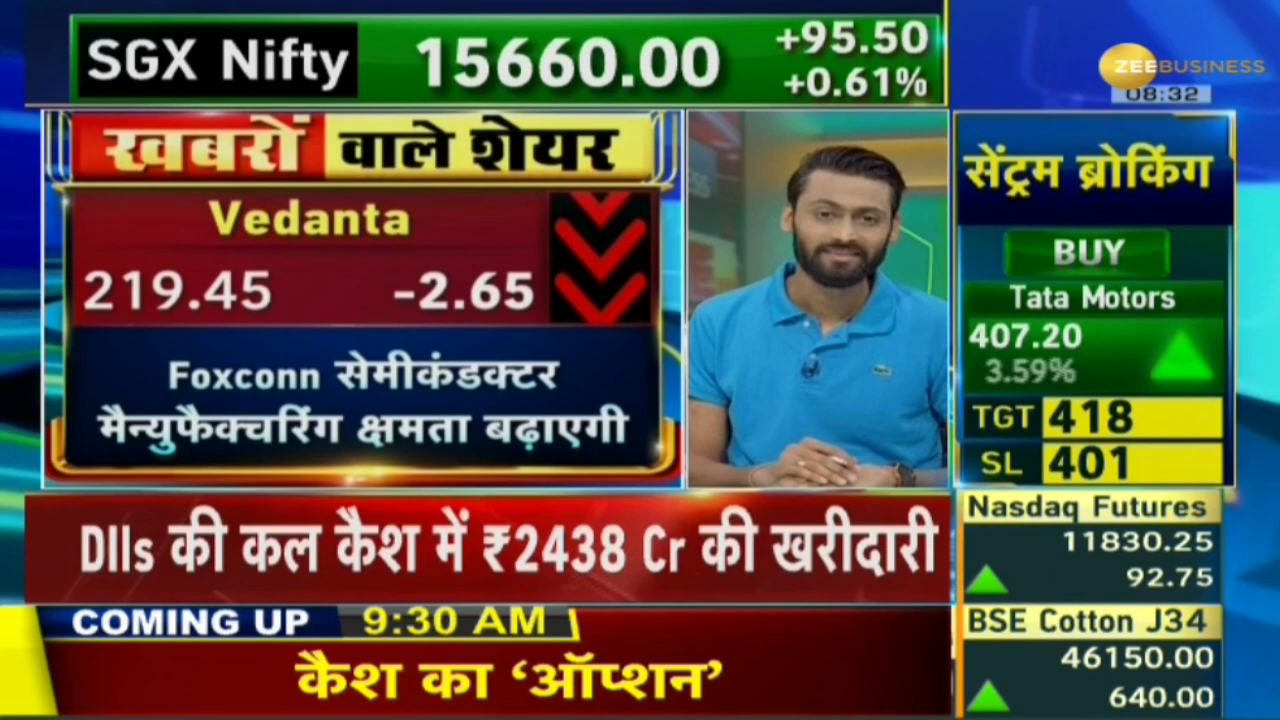 SGX Nifty 15660.00 +95.50
+0.61%
ZEEBUSINESS
08:32
खबरों वाले शेयर
Vedanta
219.45 -2.65
Foxconn सेमीकंडक्टर
मैन्युफैक्चरिंग क्षमता बढ़ाएगी
सेंट्रम ब्रोकिंग
BUY
Tata Motors
407.20
3.59%
TGT 418
SL 401
DIIs की कल कैश में ₹2438 Cr की खरीदारी
Nasdaq Futures
11830.25
92.75
BSE Cotton J34
46150.00
640.00
COMING UP 9:30 AM
कैश का ‘ऑप्शन’